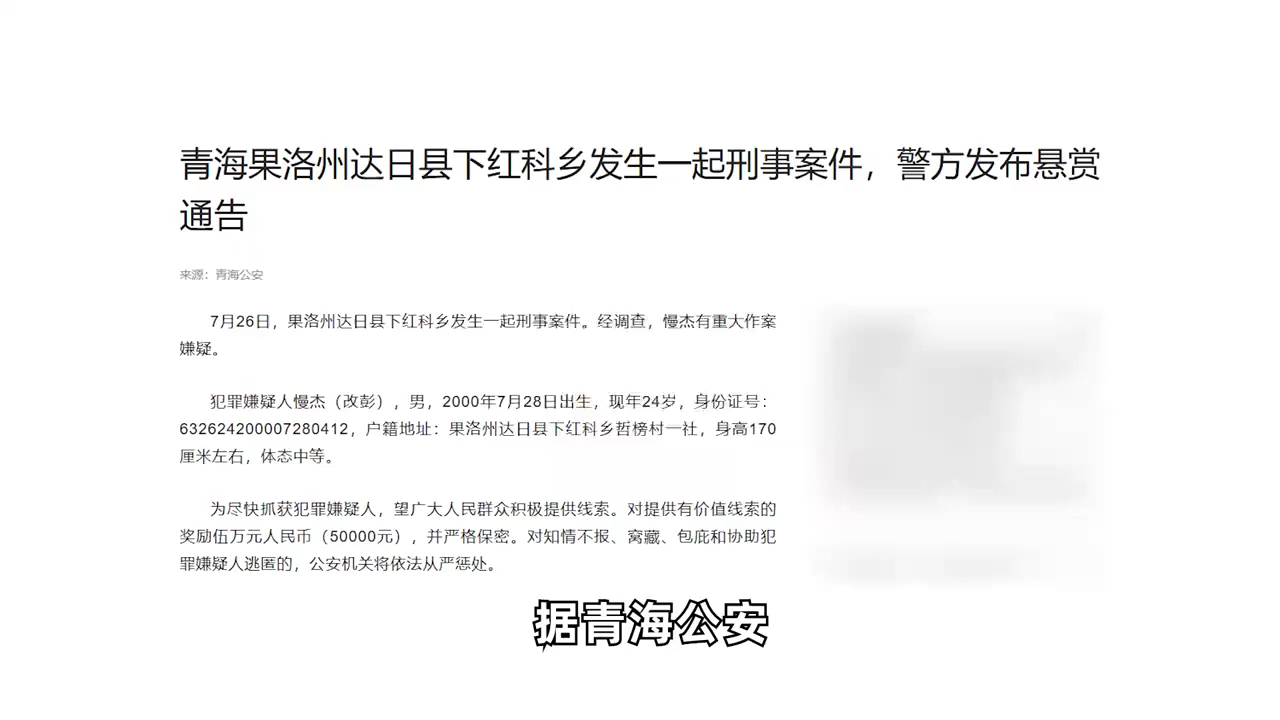 青海果洛州达日县下红科乡发生一起刑事案件，警方发布悬赏
通告
来源：青海公安
7月26日，果洛州达日县下红科乡发生一起刑事案件。经调查，慢杰有重大作案
嫌疑。
犯罪嫌疑人慢杰（改彭），男，2000年7月28日出生，现年24岁，身份证号：
632624200007280412，户籍地址：果洛州达日县下红科乡哲榜村一社，身高170
厘米左右，体态中等。
为尽快抓获犯罪嫌疑人，望广大人民群众积极提供线索。对提供有价值线索的
奖励伍万元人民币（50000元），并严格保密。对知情不报、窝藏、包庇和协助犯
罪嫌疑人逃匿的，公安机关将依法从严惩处。
据青海公安